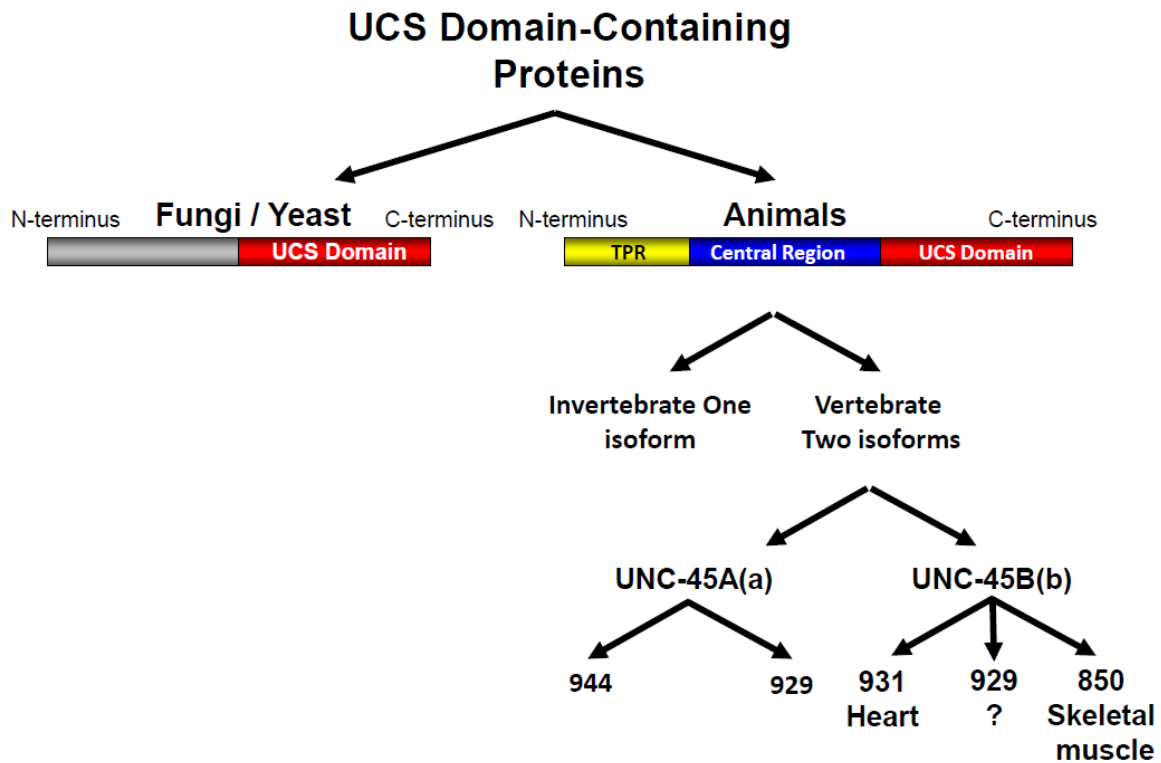 UCS Domain-Containing
Proteins
N-terminus Fungi / Yeast C-terminus
N-terminus Animals C-terminus
UCS Domain
TPR Central Region UCS Domain
Invertebrate One
isoform
Vertebrate
Two isoforms
UNC-45A(a) UNC-45B(b)
944 929
931
Heart
929
?
850
Skeletal
muscle